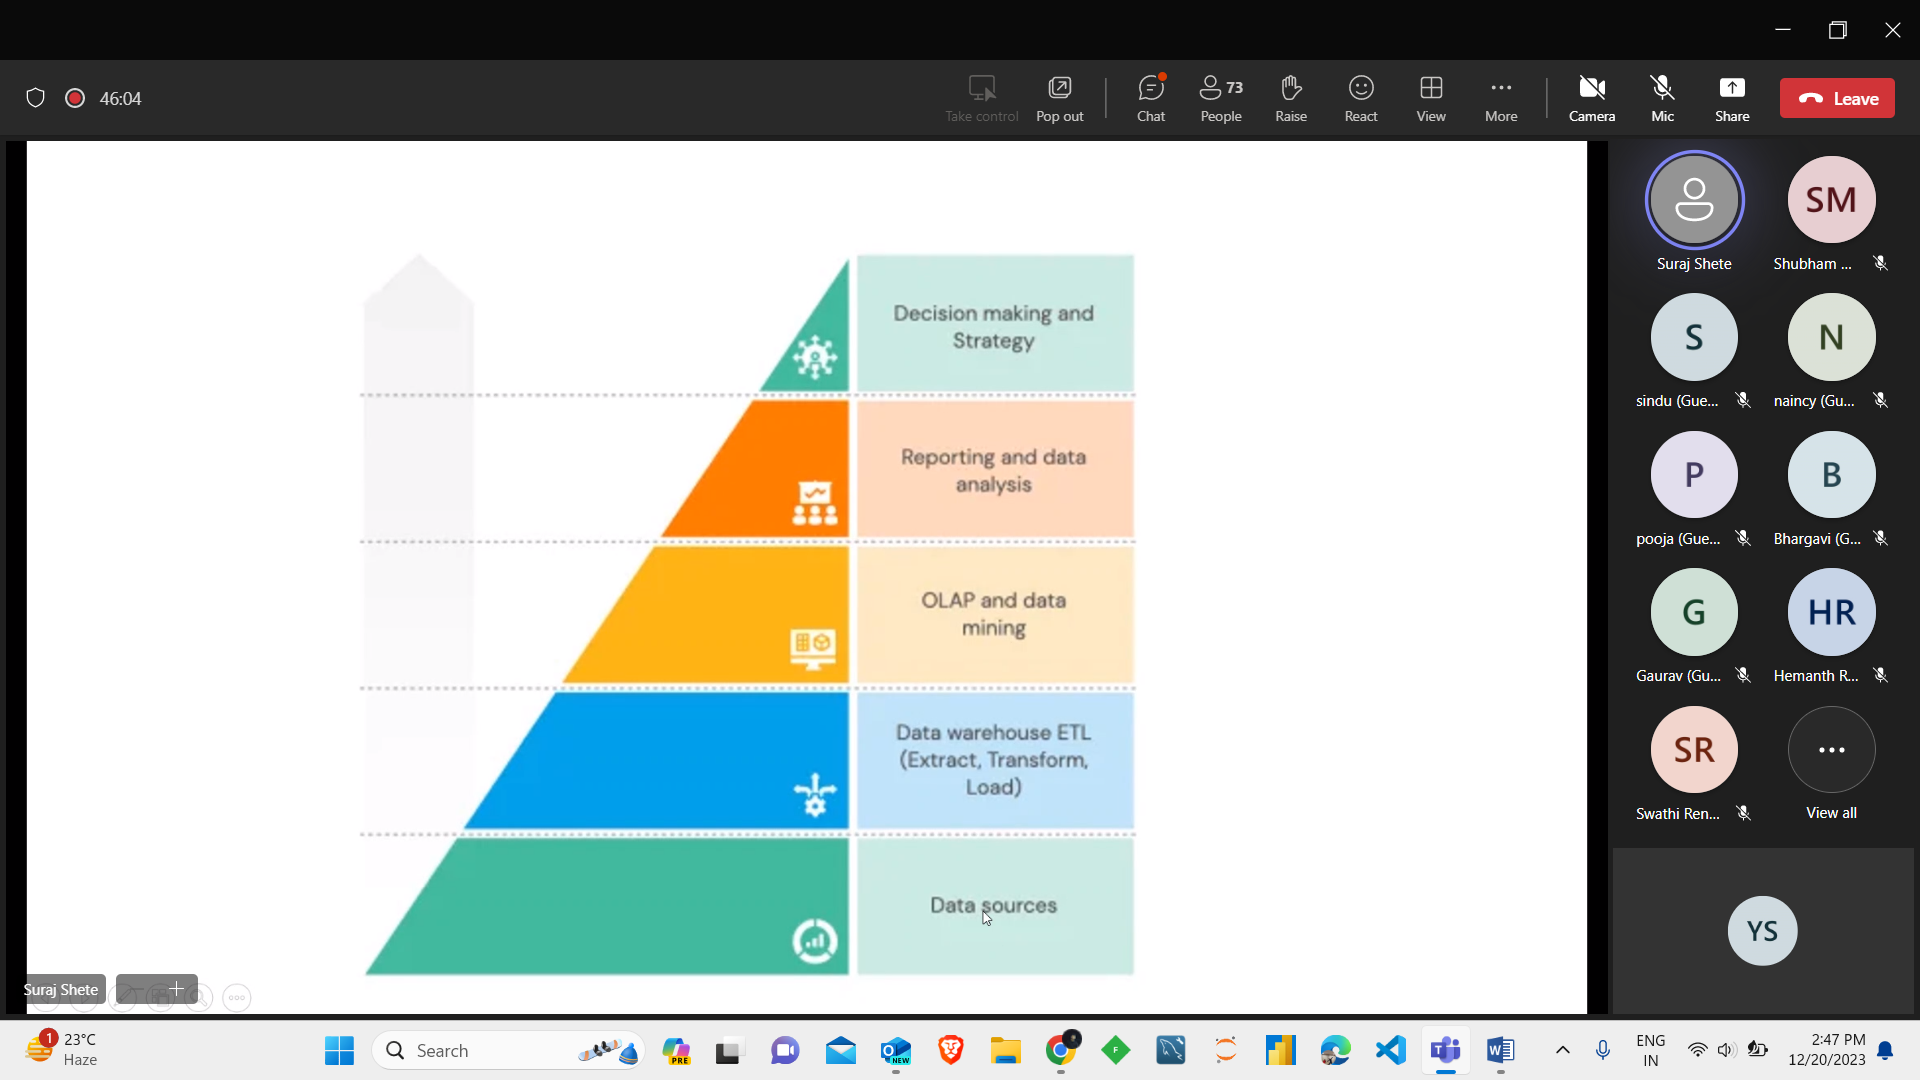 46:04
Take control
Pop out
Chat
73
People
Raise
React
View
More
Camera
Mic
Share
Leave
Decision making and
Strategy
Reporting and data
analysis
OLAP and data
mining
Data warehouse ETL
(Extract, Transform,
Load)
Data sources
Suraj Shete
SM
Suraj Shete
Shubham ...
S
N
sindu (Gue...
naincy (Gu...
P
B
pooja (Gue...
Bhargavi (G...
G
HR
Gaurav (Gu...
Hemanth R...
SR
Swathi Ren...
View all
YS
1
23°C
Haze
Search
PRE
NEW
ENG
IN
2:47 PM
12/20/2023